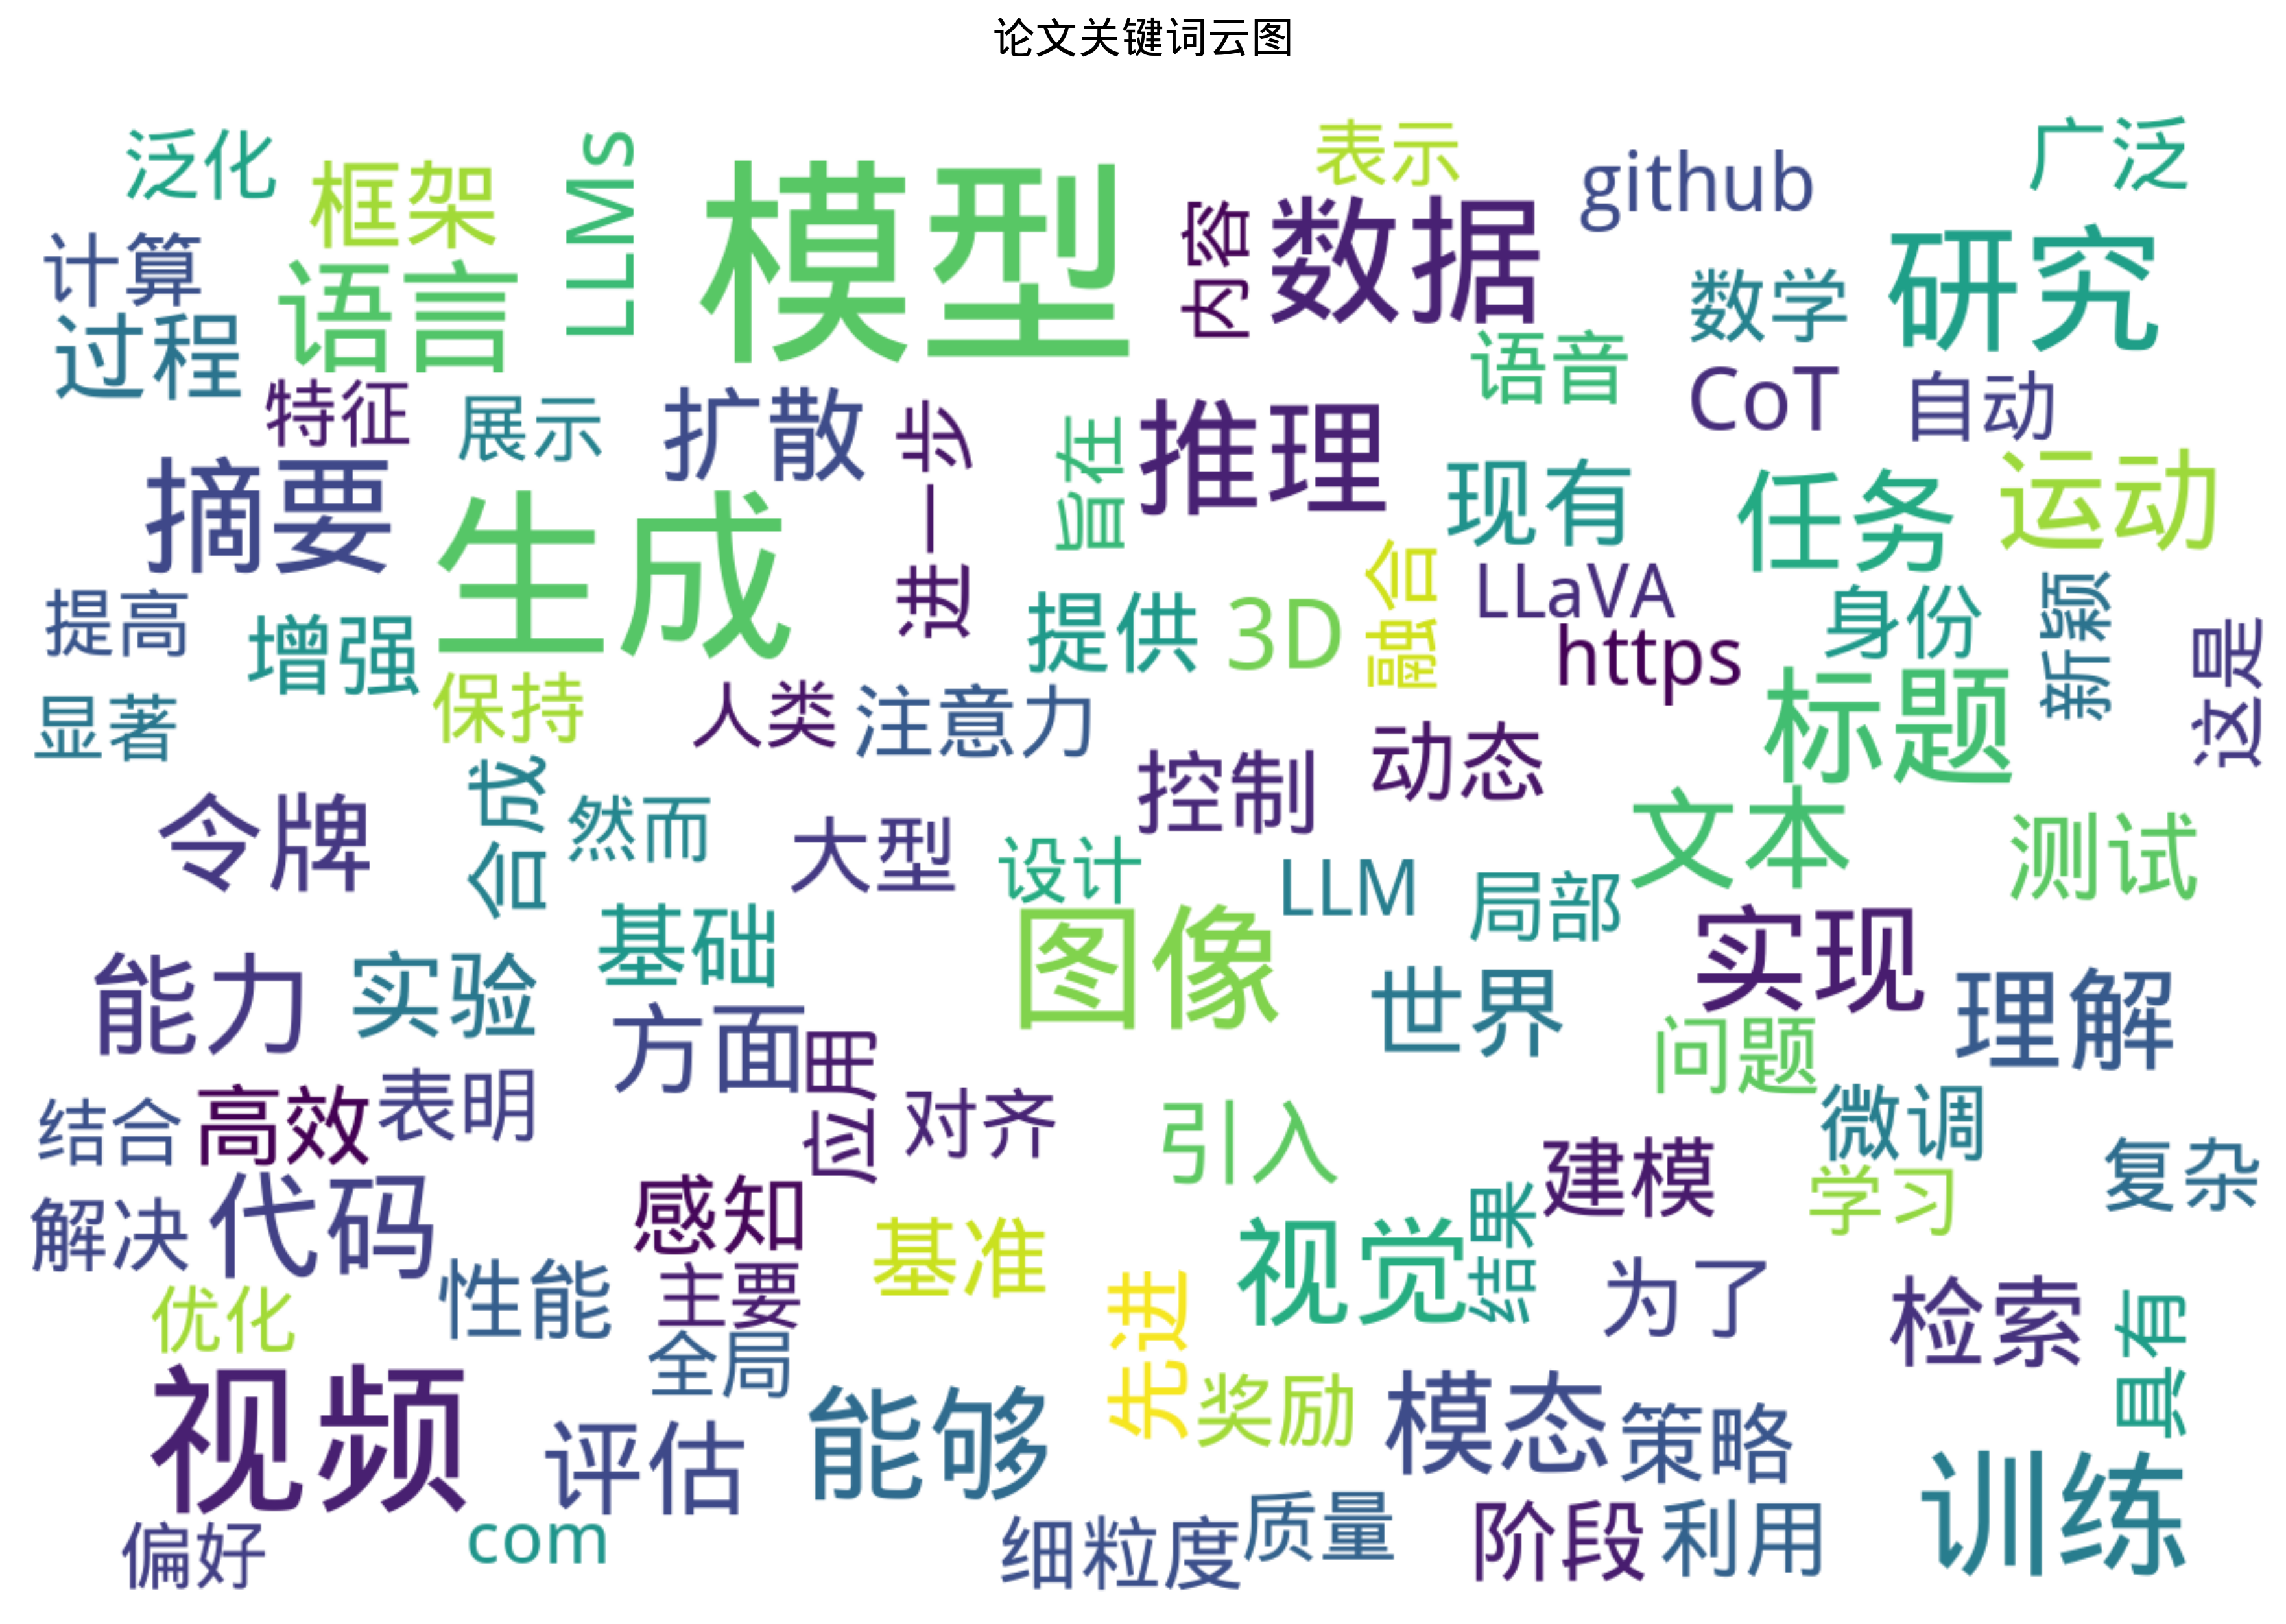 论文关键词云图
泛化
框架
LLMs
模型
表示
github
广泛
计算
语言
内容
数据
数学
研究
过程
语音
特征
展示
扩散
进一步
旨在
推理
CoT
自动
摘要
生成
现有
任务
运动
提高
增强
提供
3D
融合
LLaVA
https
身份
新颖
这是
显著
保持
人类
注意力
控制
动态
标题
令牌
合成
然而
大型
设计
LLM
局部
文本
测试
能力
实验
基础
图像
世界
实现
理解
方面
应用
问题
结合
高效
表明
对齐
引入
建模
微调
学习
复杂
解决
代码
感知
基准
视觉
结果
为了
检索
具有
优化
性能
主要
全局
先进
奖励
视频
评估
能够
模态
策略
训练
偏好
com
细粒度
质量
阶段
利用